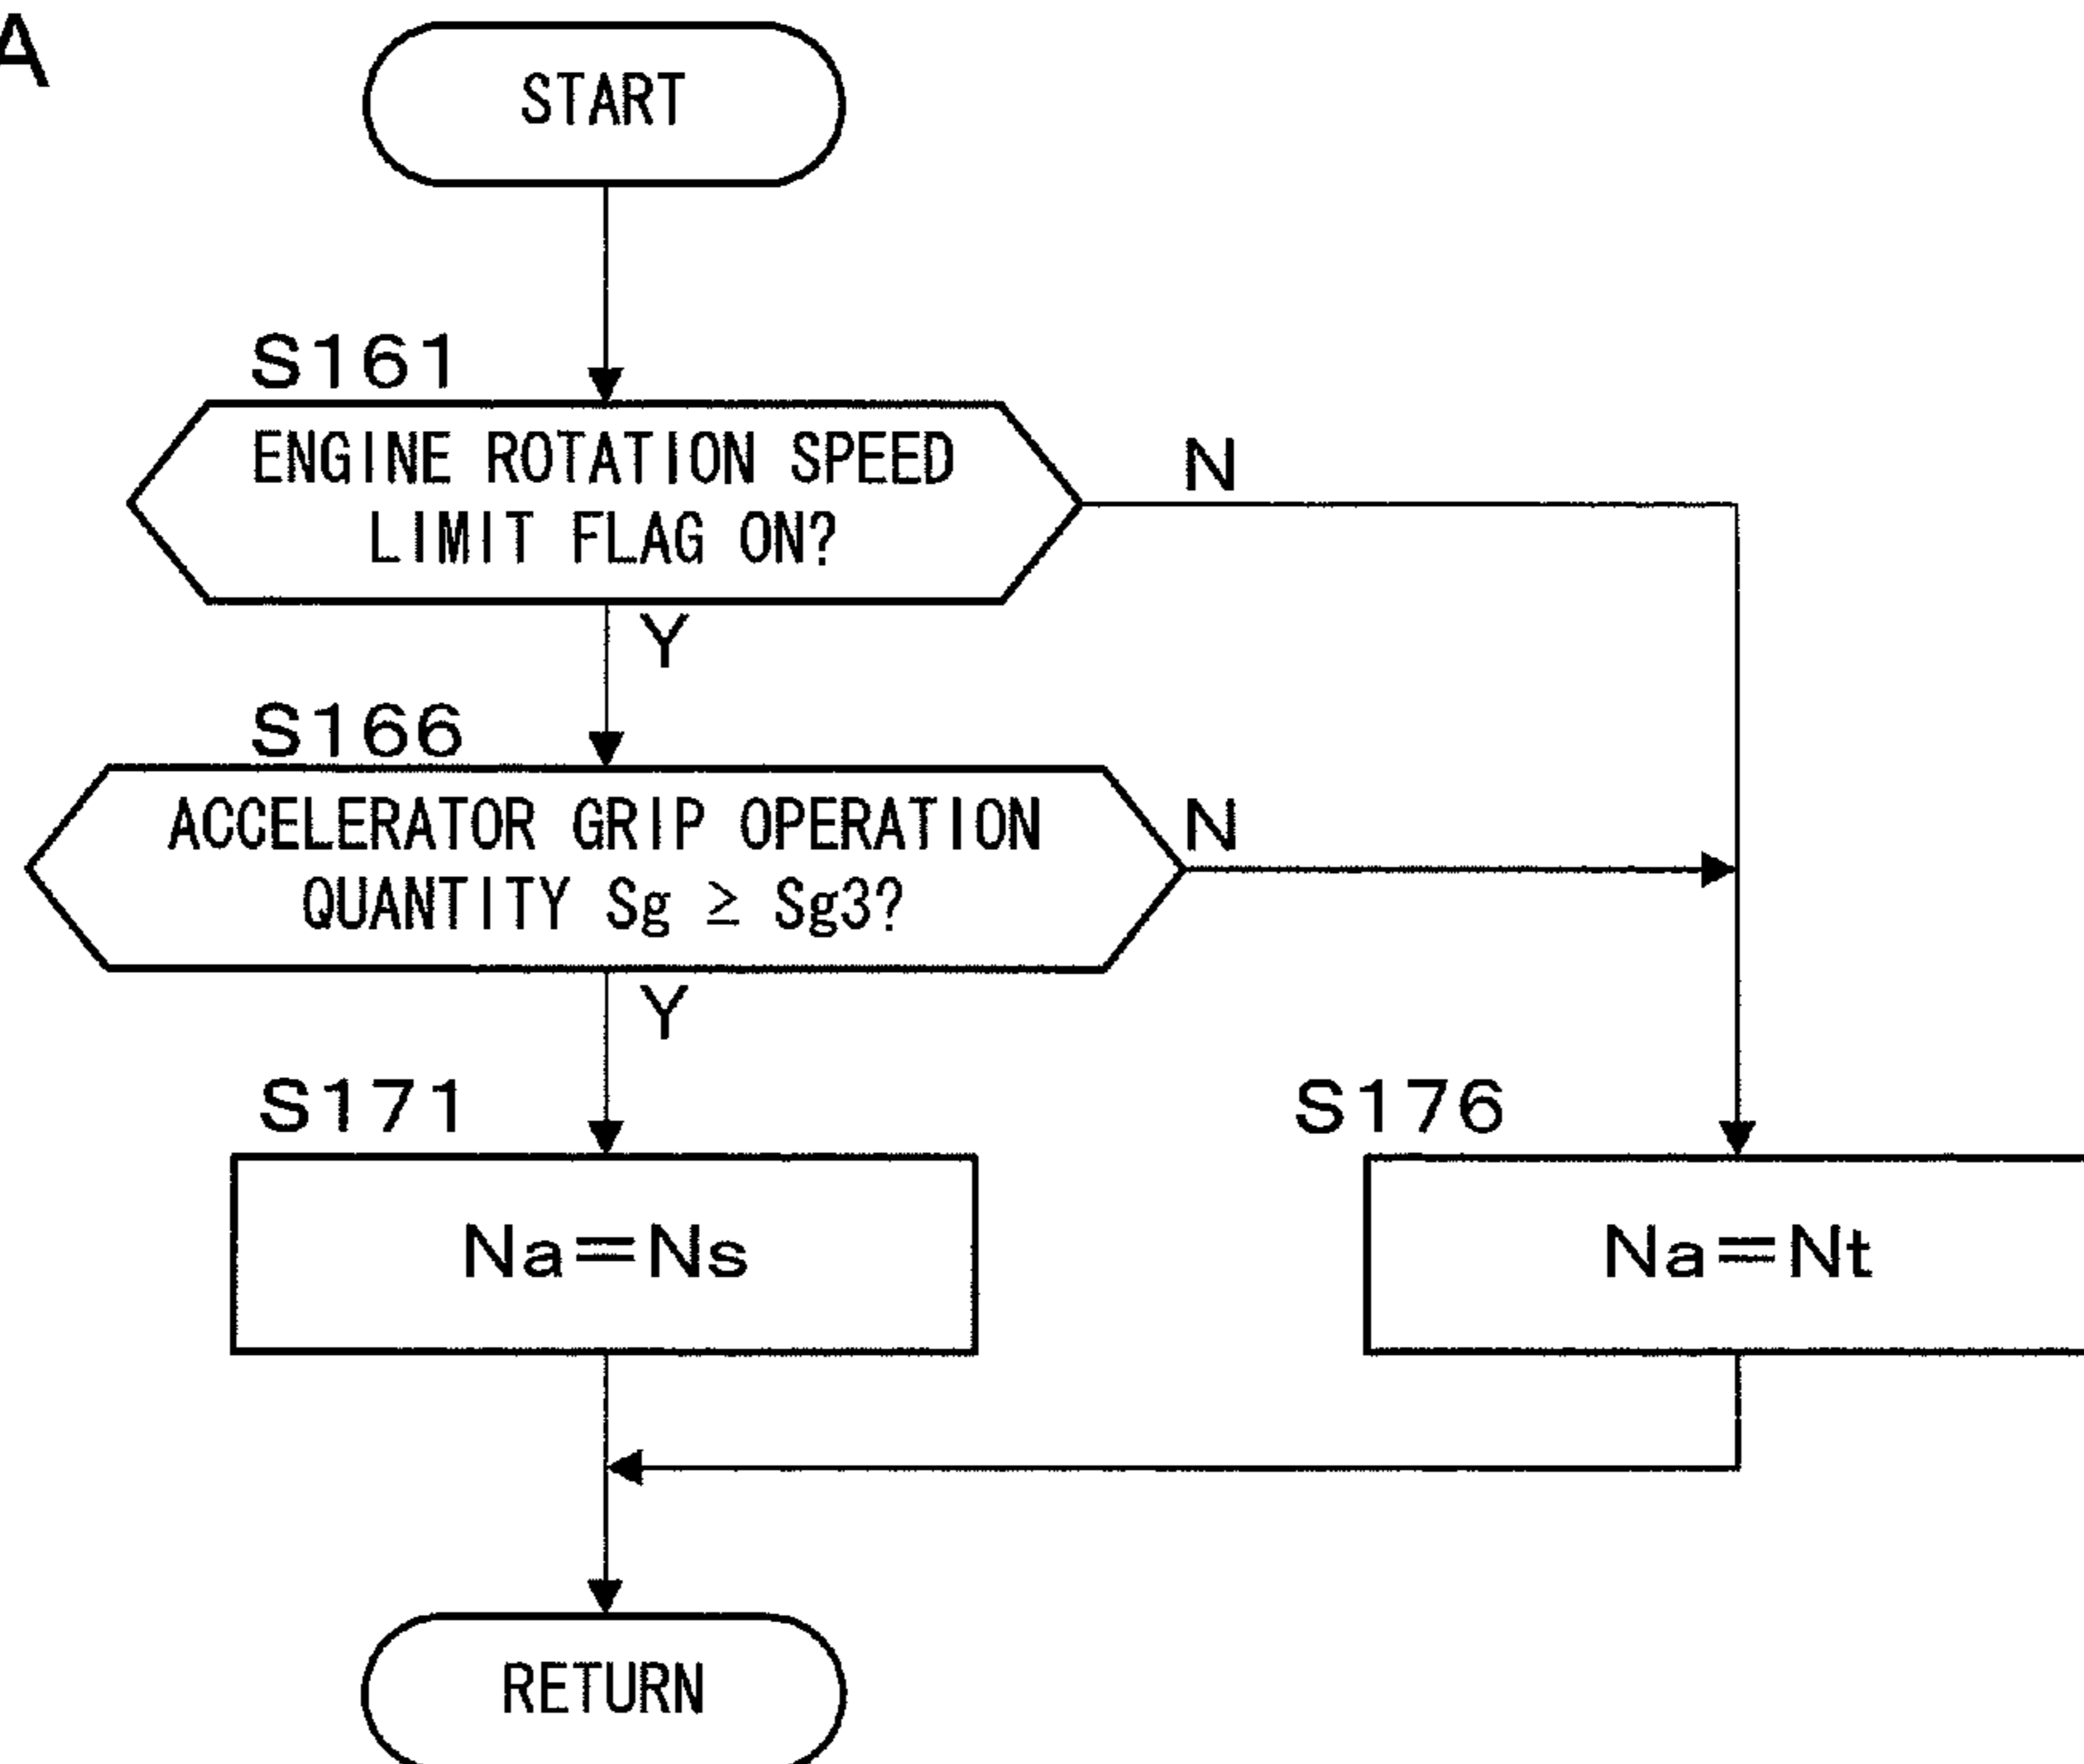 A
START
S161
ENGINE ROTATION SPEED
LIMIT FLAG ON?
N
Y
S166
ACCELERATOR GRIP OPERATION
QUANTITY Sg ≥ Sg3?
N
Y
S171
S176
Na=Ns
Na=Nt
RETURN